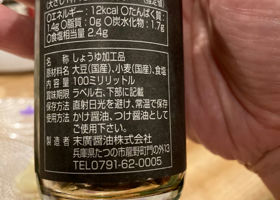 ○エネルギー：12kcal ○たんぱく質：
1.4g ○脂質：0g ○炭水化物：1.7g
○食塩相当量：2.4g
名称 しょうゆ加工品
原材料名 大豆(国産)、小麦(国産)、食塩
内容量 100ミリリットル
賞味期限 ラベル右、下部に記載
保存方法 直射日光を避け、常温で保存
使用方法 かけ醤油、つけ醤油として
ご使用下さい。
製造者 末廣醤油株式会社
兵庫県たつの市龍野町門の外13
TEL0791-62-0005